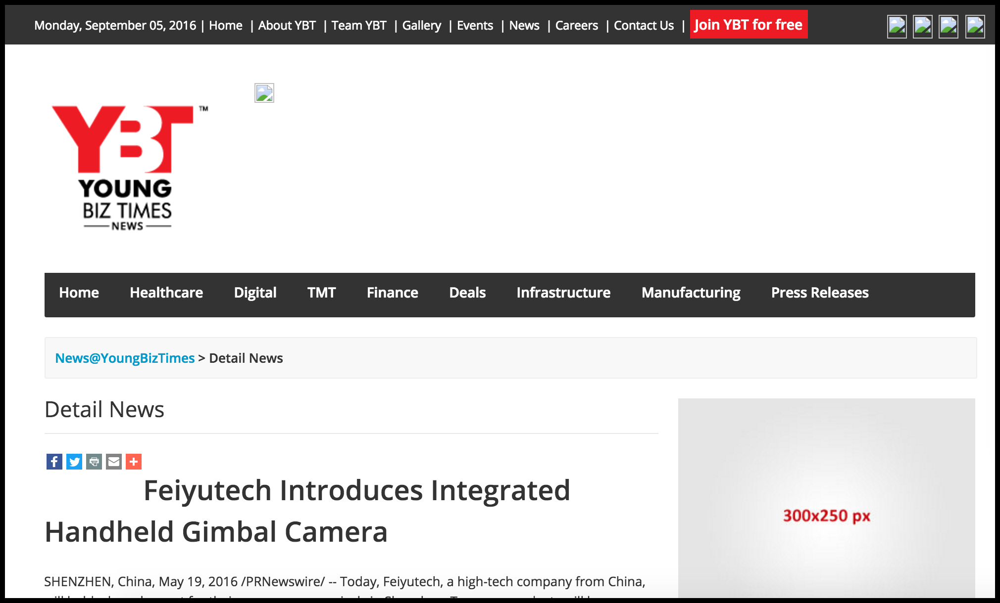 Monday, September 05, 2016 | Home | About YBT | Team YBT | Gallery | Events | News | Careers | Contact Us | Join YBT for free
YBT ™
YOUNG
BIZ TIMES
NEWS
Home Healthcare Digital TMT Finance Deals Infrastructure Manufacturing Press Releases
News@YoungBizTimes > Detail News
Detail News
Feiyutech Introduces Integrated
Handheld Gimbal Camera
300x250 px
SHENZHEN, China, May 19, 2016 /PRNewswire/ -- Today, Feiyutech, a high-tech company from China,